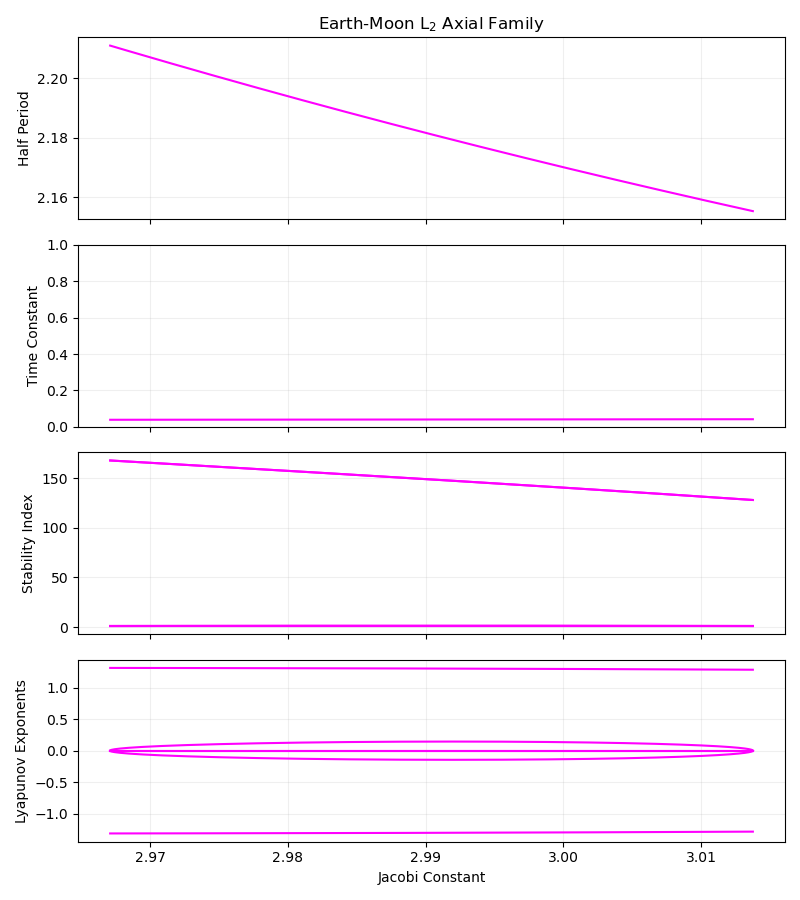 Earth-Moon L₂ Axial Family
2.20
2.18
2.16
Half Period
1.0
0.8
0.6
0.4
0.2
0.0
Time Constant
150
100
50
0
Stability Index
1.0
0.5
0.0
−0.5
−1.0
Lyapunov Exponents
2.97 2.98 2.99 3.00 3.01
Jacobi Constant